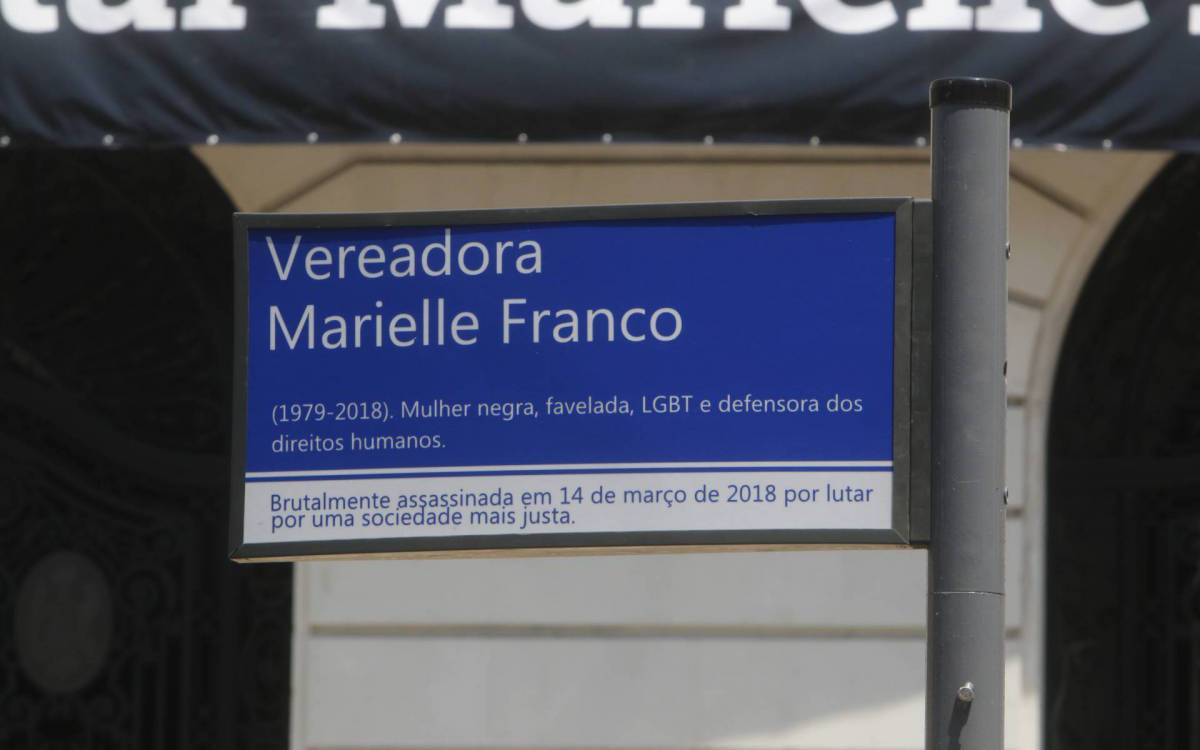 Marielle
Vereadora
Marielle Franco
(1979-2018). Mulher negra, favelada, LGBT e defensora dos
direitos humanos.
Brutalmente assassinada em 14 de março de 2018 por lutar
por uma sociedade mais justa.